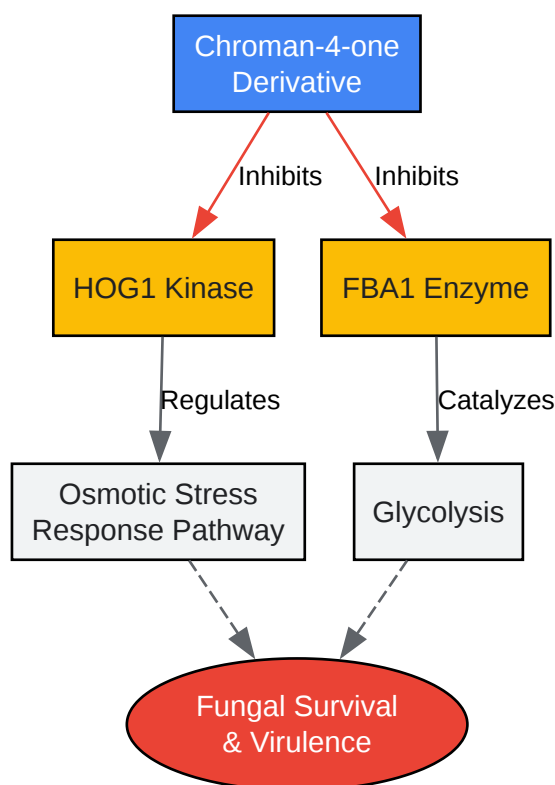 Chroman-4-one
Derivative
Inhibits
Inhibits
HOG1 Kinase
FBA1 Enzyme
Regulates
Catalyzes
Osmotic Stress
Response Pathway
Glycolysis
Fungal Survival
& Virulence